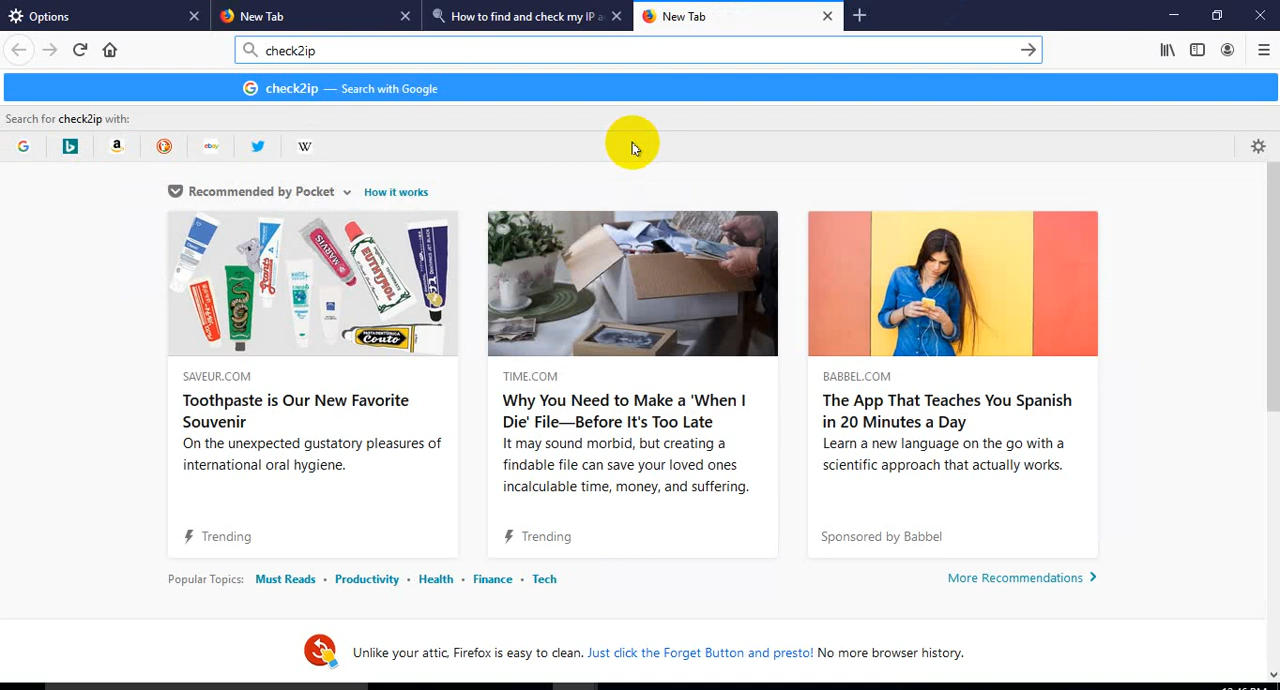 Options
New Tab
How to find and check my IP a
New Tab
check2ip
check2ip — Search with Google
Search for check2ip with:
G
b
a
ebay
W
Recommended by Pocket
How it works
MARVIS
EUTHYMOL
COUTO
SAVEUR.COM
Toothpaste is Our New Favorite
Souvenir
On the unexpected gustatory pleasures of
international oral hygiene.
Trending
TIME.COM
Why You Need to Make a 'When I
Die' File—Before It's Too Late
It may sound morbid, but creating a
findable file can save your loved ones
incalculable time, money, and suffering.
Trending
BABBEL.COM
The App That Teaches You Spanish
in 20 Minutes a Day
Learn a new language on the go with a
scientific approach that actually works.
Sponsored by Babbel
Popular Topics: Must Reads • Productivity • Health • Finance • Tech
More Recommendations
Unlike your attic, Firefox is easy to clean. Just click the Forget Button and presto! No more browser history.